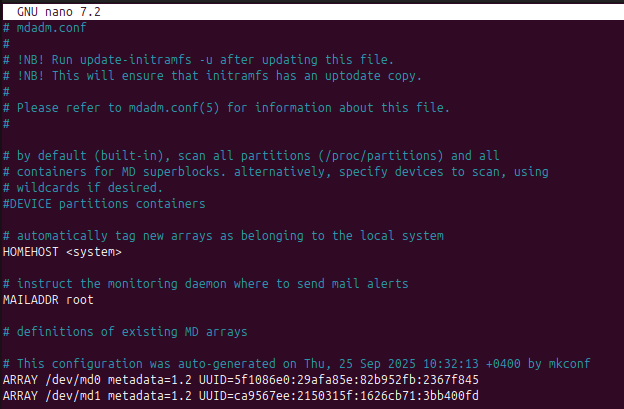 GNU nano 7.2
# mdadm.conf
#
# !NB! Run update-initramfs -u after updating this file.
# !NB! This will ensure that initramfs has an uptodate copy.
#
# Please refer to mdadm.conf(5) for information about this file.
#
# by default (built-in), scan all partitions (/proc/partitions) and all
# containers for MD superblocks. alternatively, specify devices to scan, using
# wildcards if desired.
#DEVICE partitions containers
# automatically tag new arrays as belonging to the local system
HOMEHOST <system>
# instruct the monitoring daemon where to send mail alerts
MAILADDR root
# definitions of existing MD arrays
# This configuration was auto-generated on Thu, 25 Sep 2025 10:32:13 +0400 by mkconf
ARRAY /dev/md0 metadata=1.2 UUID=5f1086e0:29afa85e:82b952fb:2367f845
ARRAY /dev/md1 metadata=1.2 UUID=ca9567ee:2150315f:1626cb71:3bb400fd